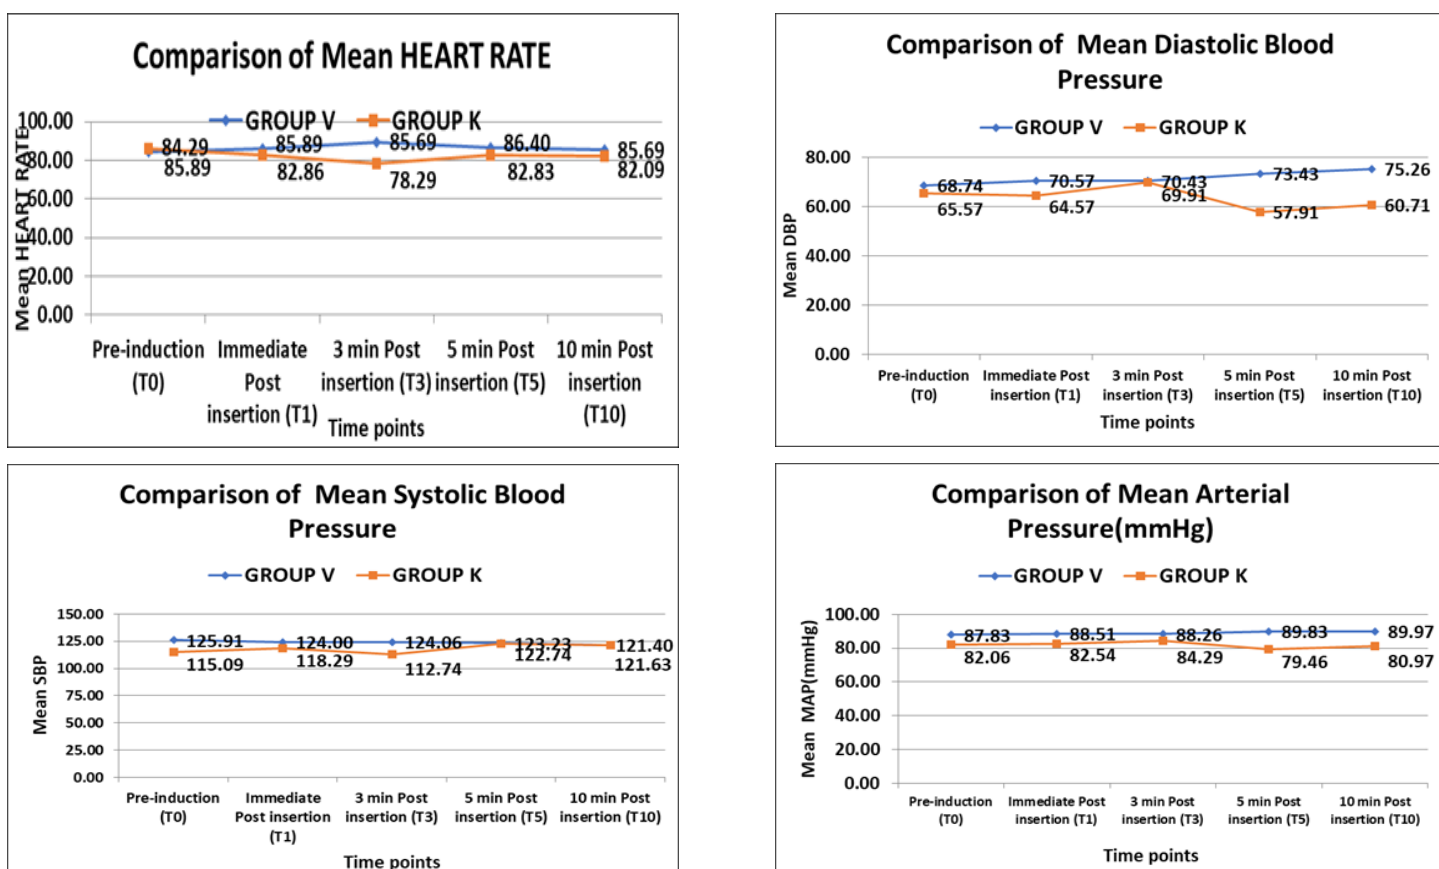 Comparison of Mean HEART RATE
GROUP V GROUP K
Mean HEART RATE
100.00
80.00
60.00
40.00
20.00
0.00
84.29 85.89 85.69 86.40 85.69
85.89 82.86 78.29 82.83 82.09
Pre-induction Immediate 3 min Post 5 min Post 10 min Post
(T0) Post insertion (T3) insertion (T5) insertion
insertion (T1) (T10)
Time points
Comparison of Mean Diastolic Blood
Pressure
GROUP V GROUP K
Mean DBP
80.00
60.00
40.00
20.00
0.00
68.74 70.57 70.43 73.43 75.26
65.57 64.57 69.91 57.91 60.71
Pre-induction Immediate Post 3 min Post 5 min Post 10 min Post
(T0) insertion (T1) insertion (T3) insertion (T5) insertion (T10)
Time points
Comparison of Mean Systolic Blood
Pressure
GROUP V GROUP K
Mean SBP
150.00
125.00
100.00
75.00
50.00
25.00
0.00
125.91 124.00 124.06 123.23 121.40
115.09 118.29 112.74 122.74 121.63
Pre-induction Immediate 3 min Post 5 min Post 10 min Post
(T0) Post insertion insertion (T3) insertion (T5) insertion (T10)
(T1)
Time points
Comparison of Mean Arterial
Pressure(mmHg)
GROUP V GROUP K
Mean MAP(mmHg)
100.00
80.00
60.00
40.00
20.00
0.00
87.83 88.51 88.26 89.83 89.97
82.06 82.54 84.29 79.46 80.97
Pre-induction Immediate Post 3 min Post 5 min Post 10 min Post
(T0) insertion (T1) insertion (T3) insertion (T5) insertion (T10)
Time points